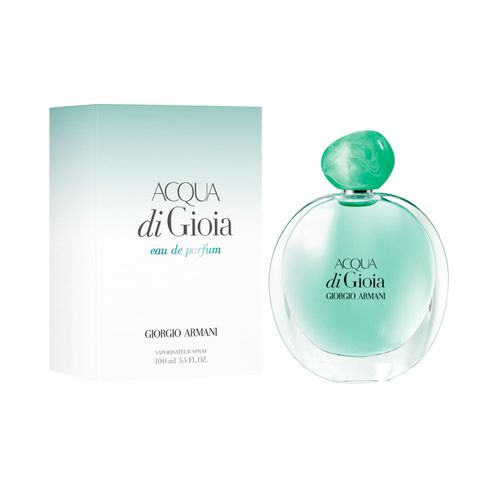 ACQUA
di Gioia
eau de parfum
GIORGIO ARMANI
VAPORISATEUR SPRAY
100 ml 3.4 FL.OZ.
ACQUA
di Gioia
GIORGIO ARMANI